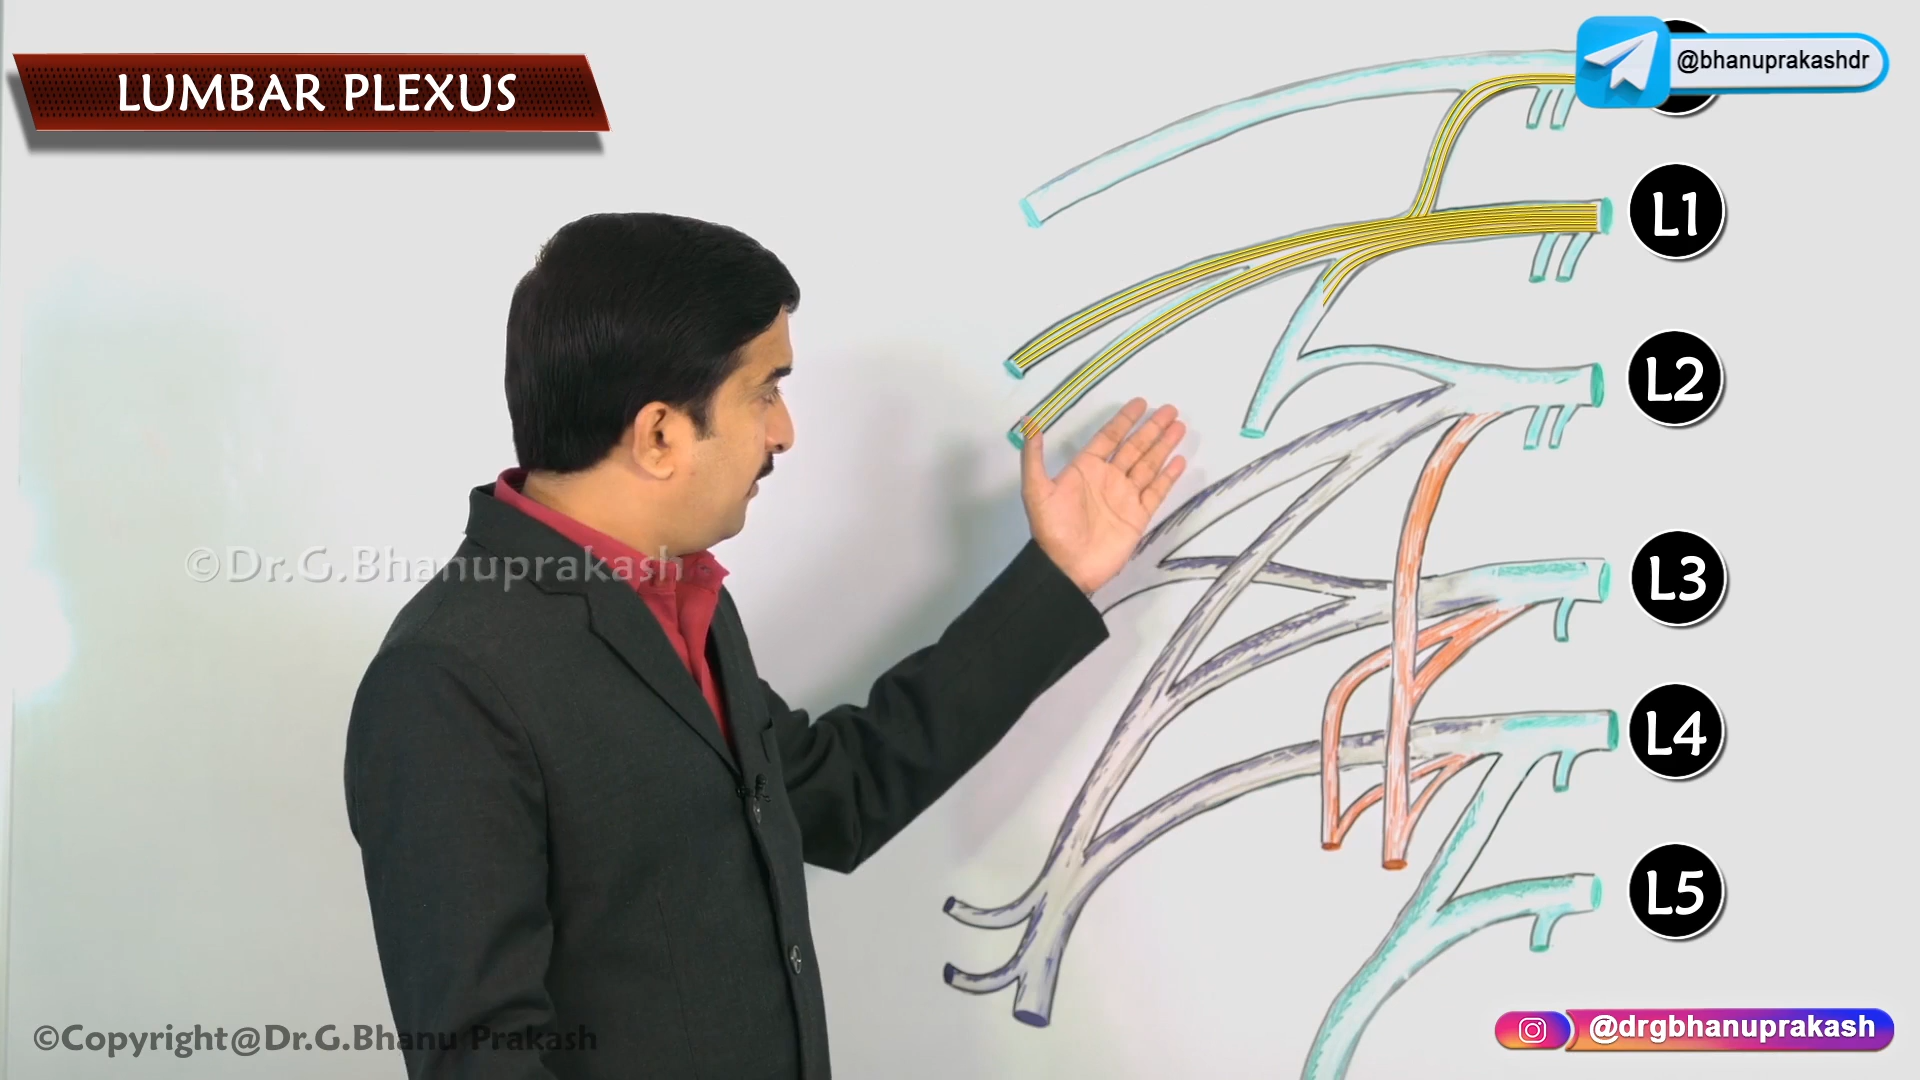 LUMBAR PLEXUS
@bhanuprakashdr
L1
L2
©Dr.G.Bhanuprakash
L3
L4
L5
©Copyright@Dr.G.Bhanu Prakash
@drgbhanuprakash